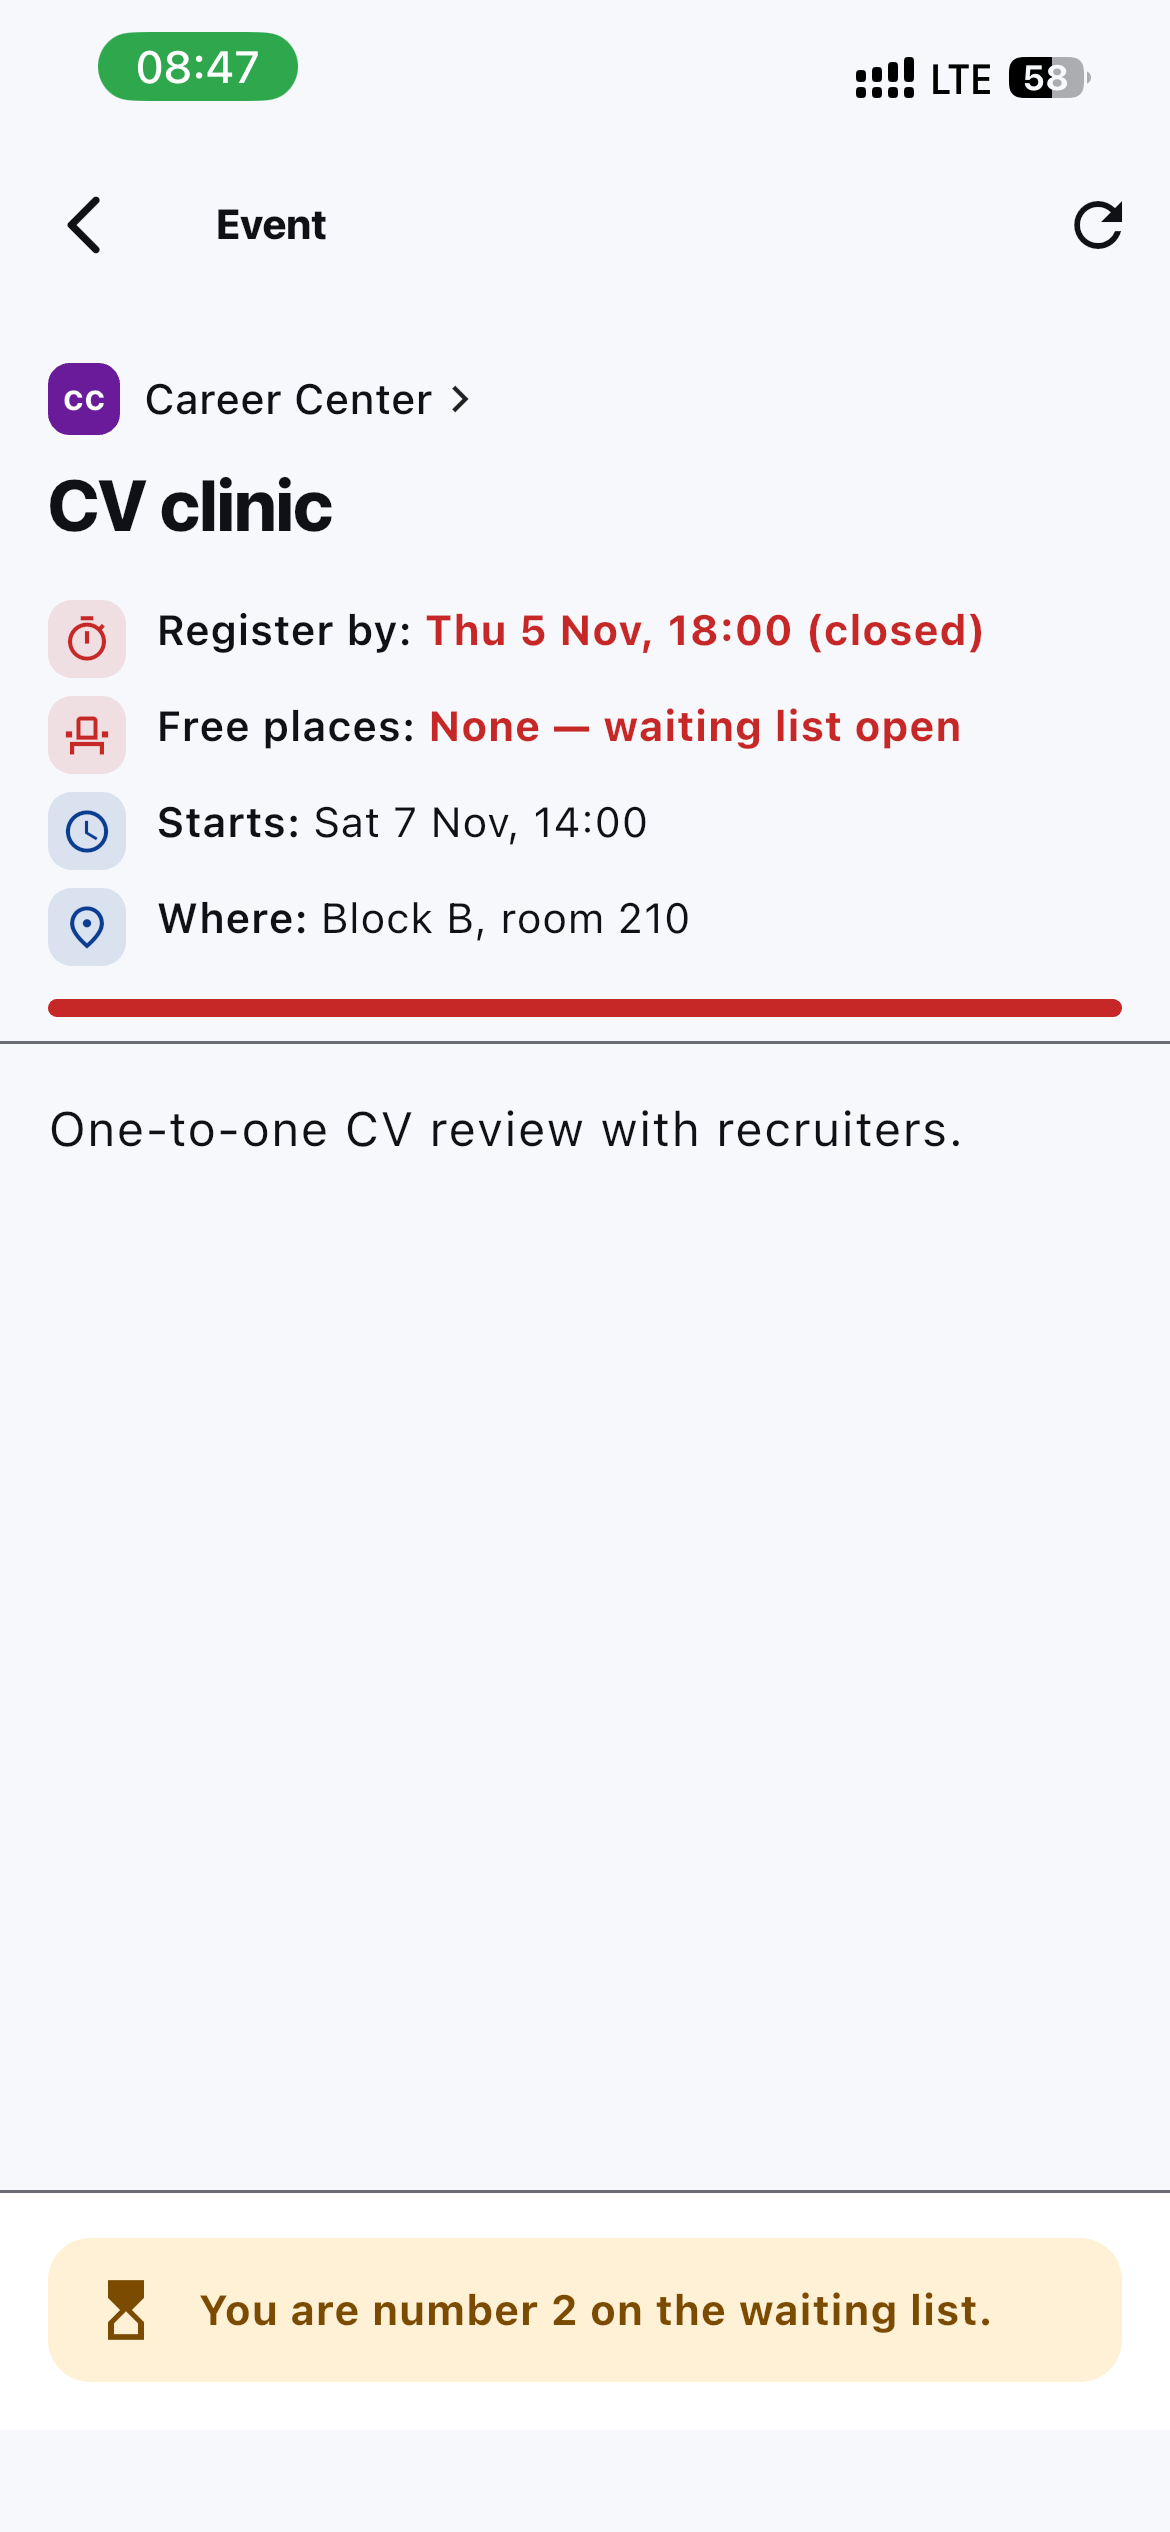 08:47
LTE 58
Event
CC Career Center
CV clinic
Register by: Thu 5 Nov, 18:00 (closed)
Free places: None — waiting list open
Starts: Sat 7 Nov, 14:00
Where: Block B, room 210
One-to-one CV review with recruiters.
You are number 2 on the waiting list.